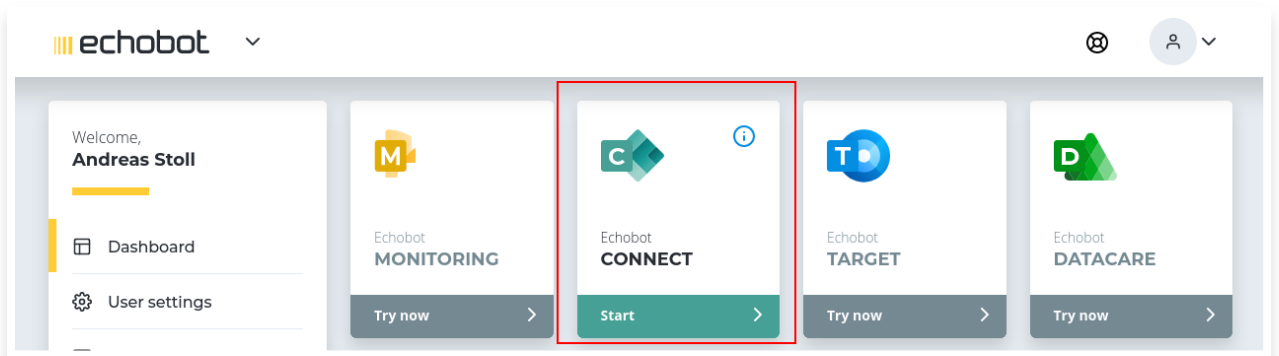 echobot
Welcome,
Andreas Stoll
Dashboard
User settings
M
Echobot
MONITORING
Try now
C
Echobot
CONNECT
Start
T
Echobot
TARGET
Try now
D
Echobot
DATACARE
Try now